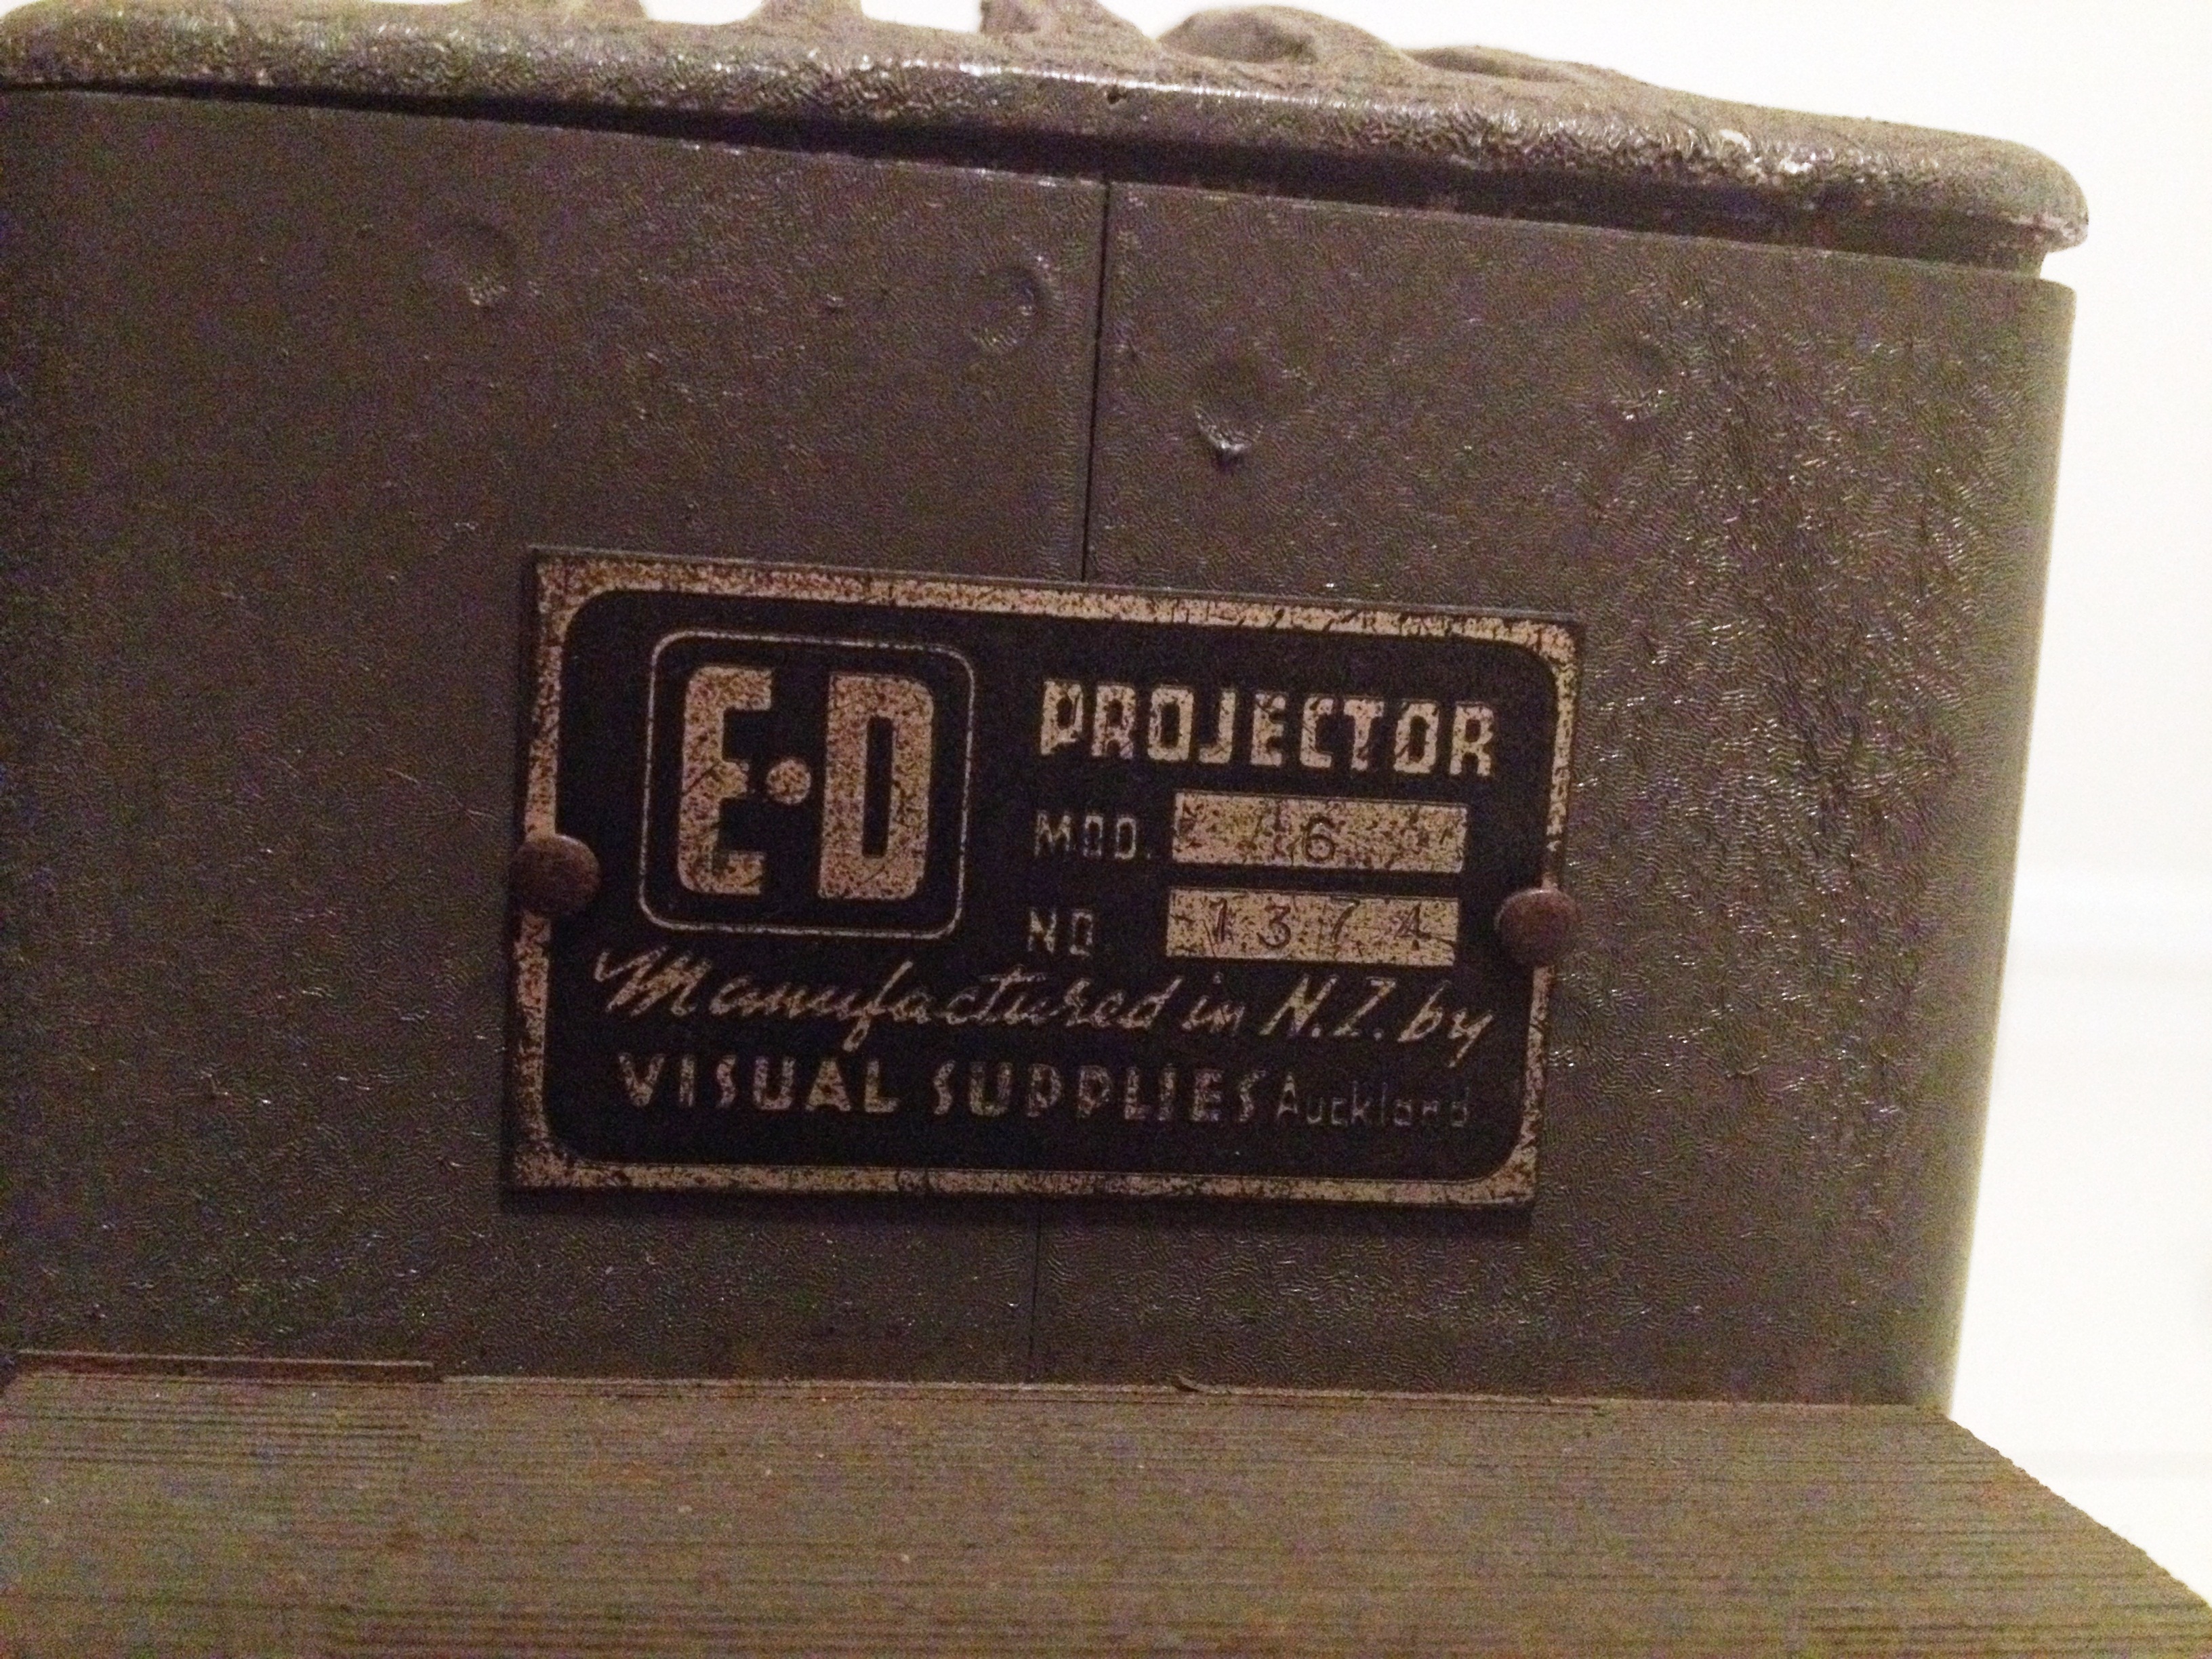 E·D
PROJECTOR
MOD. 6
NO. 1374
Manufactured in N.Z. by
VISUAL SUPPLIES Auckland